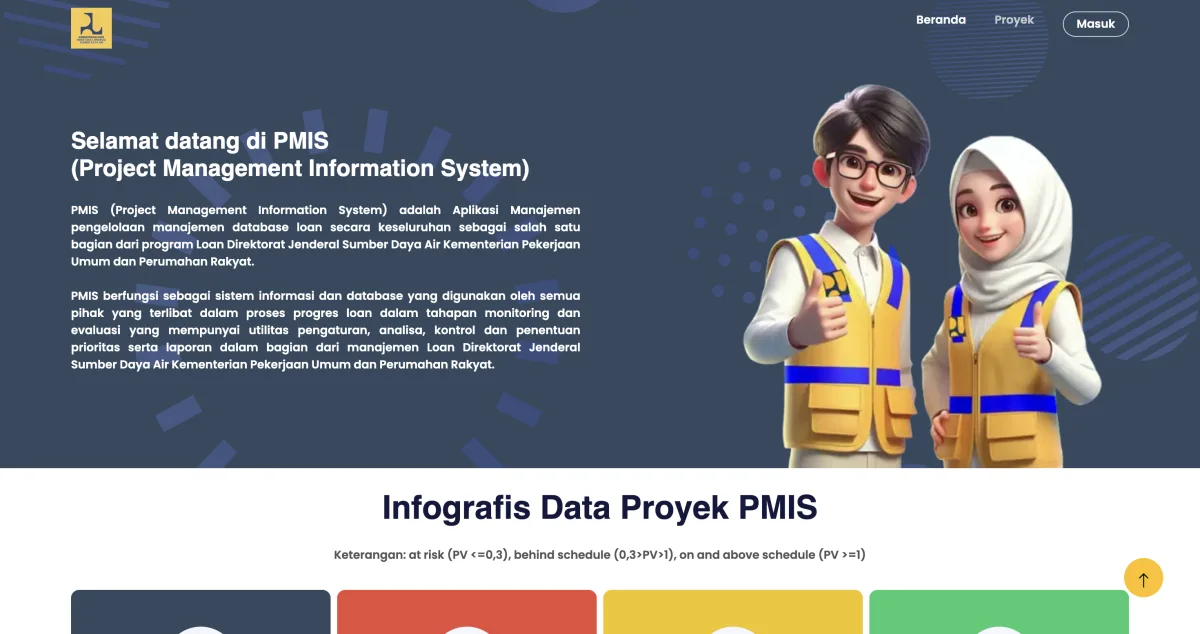 Beranda
Proyek
Masuk
Selamat datang di PMIS
(Project Management Information System)
PMIS (Project Management Information System) adalah Aplikasi Manajemen
pengelolaan manajemen database loan secara keseluruhan sebagai salah satu
bagian dari program Loan Direktorat Jenderal Sumber Daya Air Kementerian Pekerjaan
Umum dan Perumahan Rakyat.
PMIS berfungsi sebagai sistem informasi dan database yang digunakan oleh semua
pihak yang terlibat dalam proses progres loan dalam tahapan monitoring dan
evaluasi yang mempunyai utilitas pengaturan, analisa, kontrol dan penentuan
prioritas serta laporan dalam bagian dari manajemen Loan Direktorat Jenderal
Sumber Daya Air Kementerian Pekerjaan Umum dan Perumahan Rakyat.
Infografis Data Proyek PMIS
Keterangan: at risk (PV <=0,3), behind schedule (0,3>PV>1), on and above schedule (PV >=1)